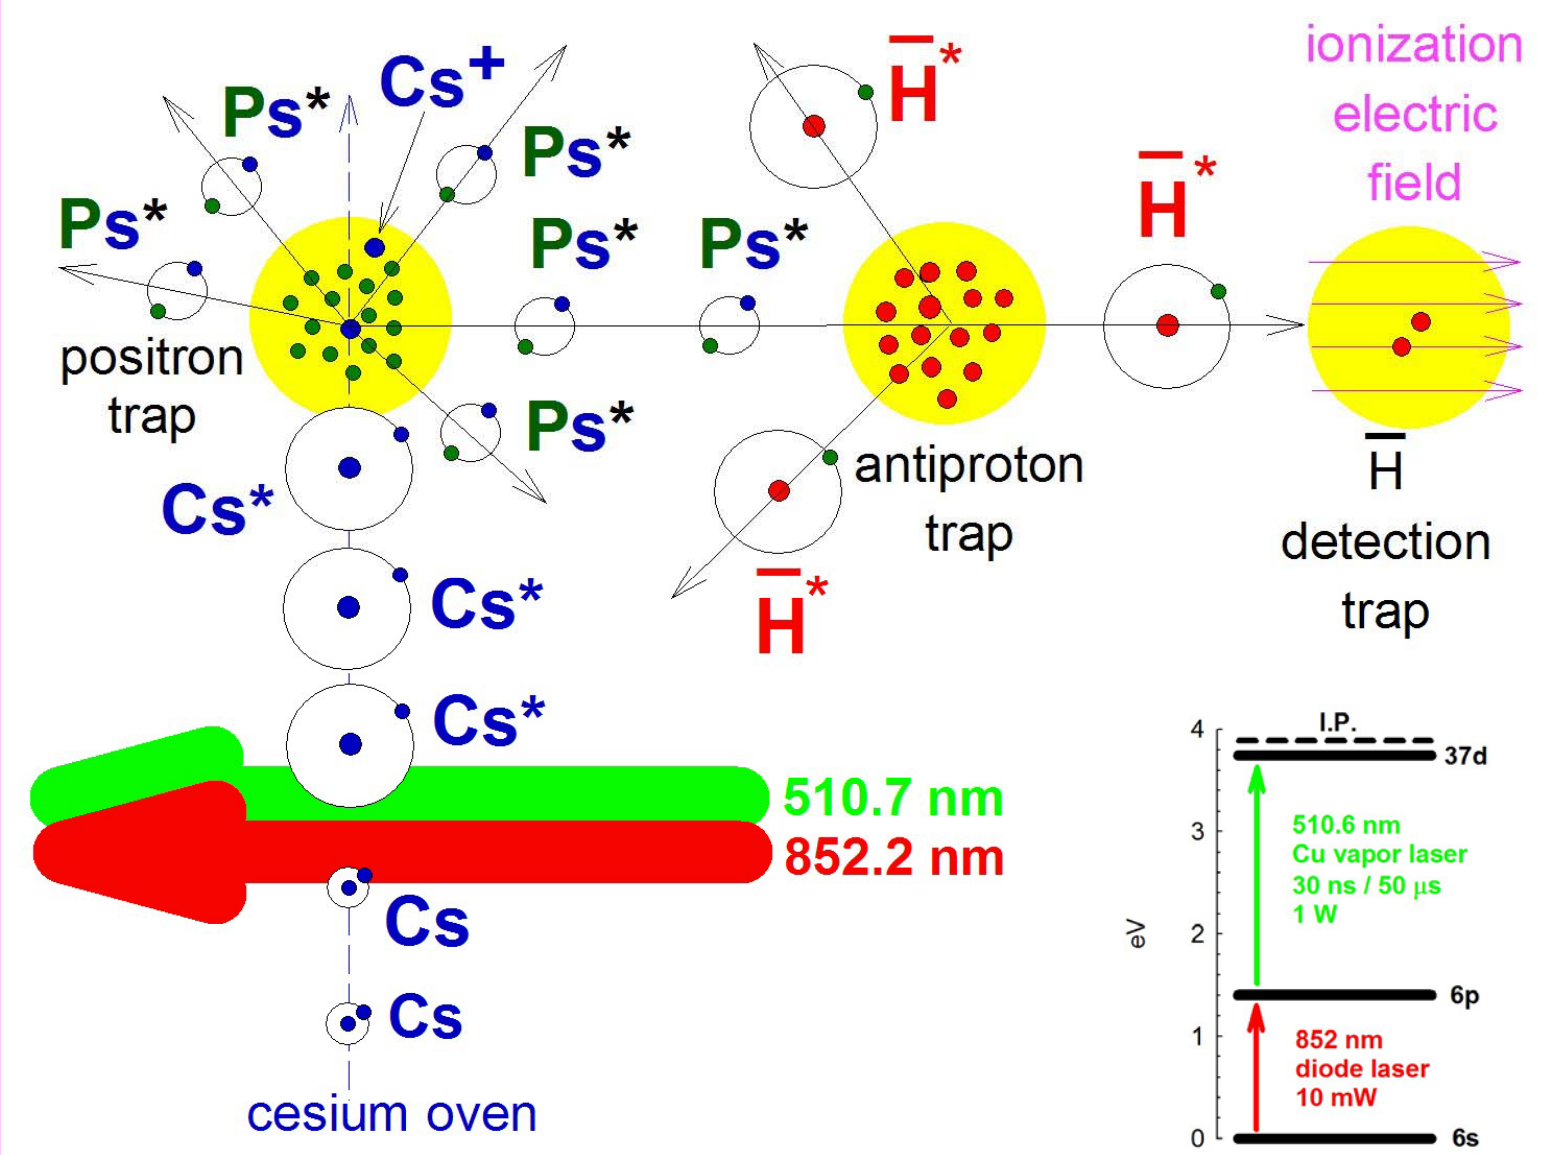 Ps*
Cs+
Ps*
Ps*
Ps*
Ps*
Ps*
positron
trap
H̅*
H̅*
H̅*
ionization
electric
field
antiproton
trap
H̅
detection
trap
Cs*
Cs*
Cs*
510.7 nm
852.2 nm
Cs
Cs
cesium oven
I.P.
4
37d
3
510.6 nm
Cu vapor laser
30 ns / 50 μs
1 W
eV
2
6p
1
852 nm
diode laser
10 mW
0
6s